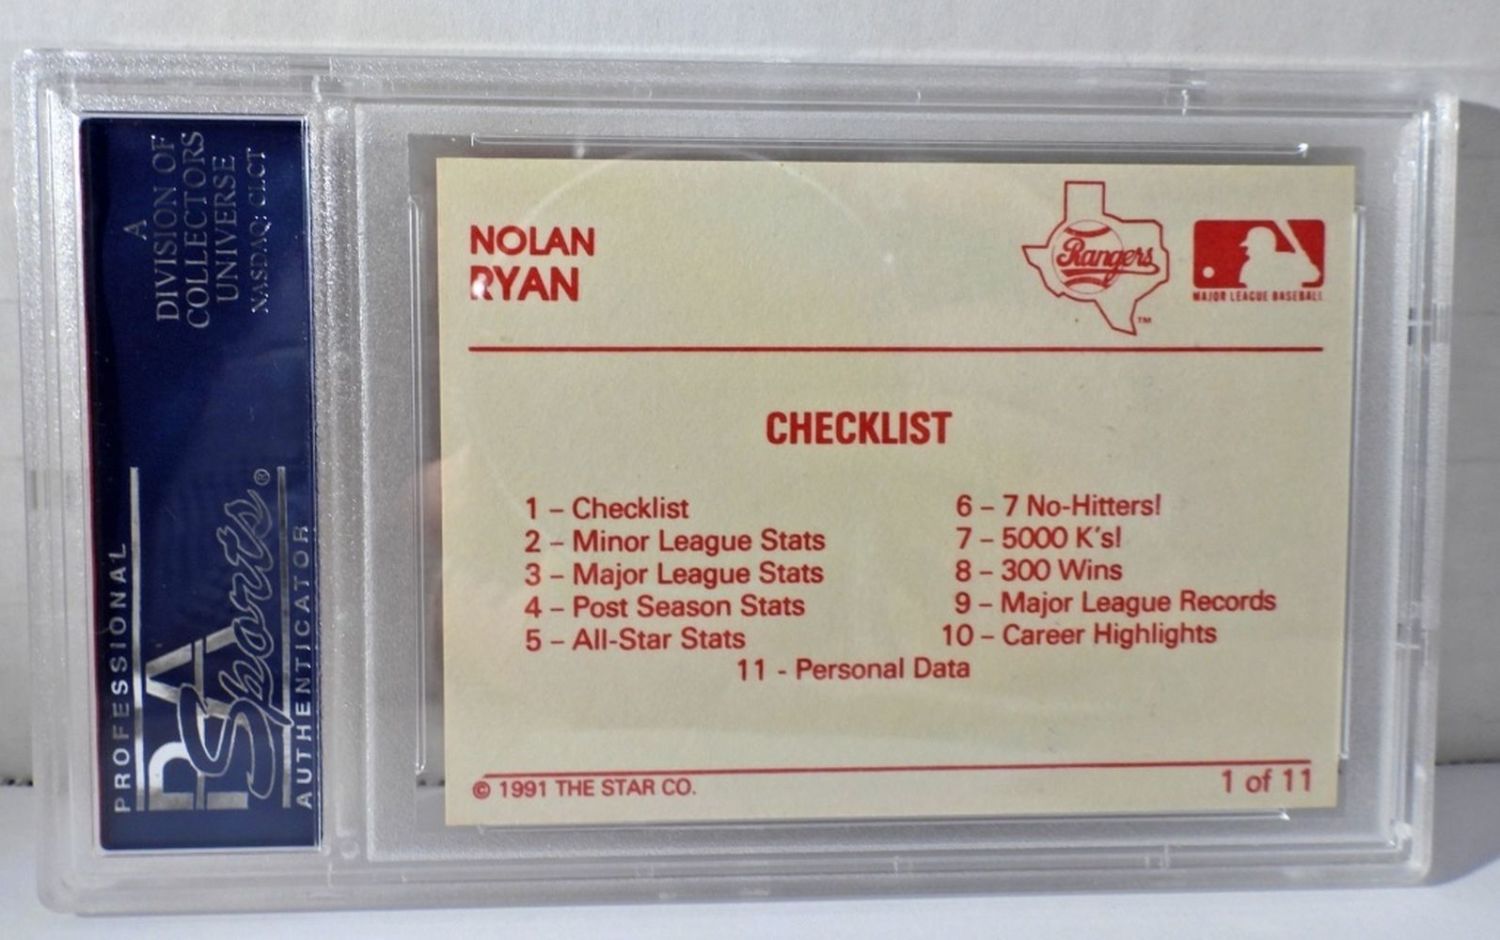 A
DIVISION OF
COLLECTORS
UNIVERSE
NASDAQ: CLCT
PROFESSIONAL
PSA
Sports®
AUTHENTICATOR
NOLAN
RYAN
Rangers
TM
MAJOR LEAGUE BASEBALL
CHECKLIST
1 – Checklist
2 – Minor League Stats
3 – Major League Stats
4 – Post Season Stats
5 – All-Star Stats
6 – 7 No-Hitters!
7 – 5000 K's!
8 – 300 Wins
9 – Major League Records
10 – Career Highlights
11 - Personal Data
© 1991 THE STAR CO.
1 of 11